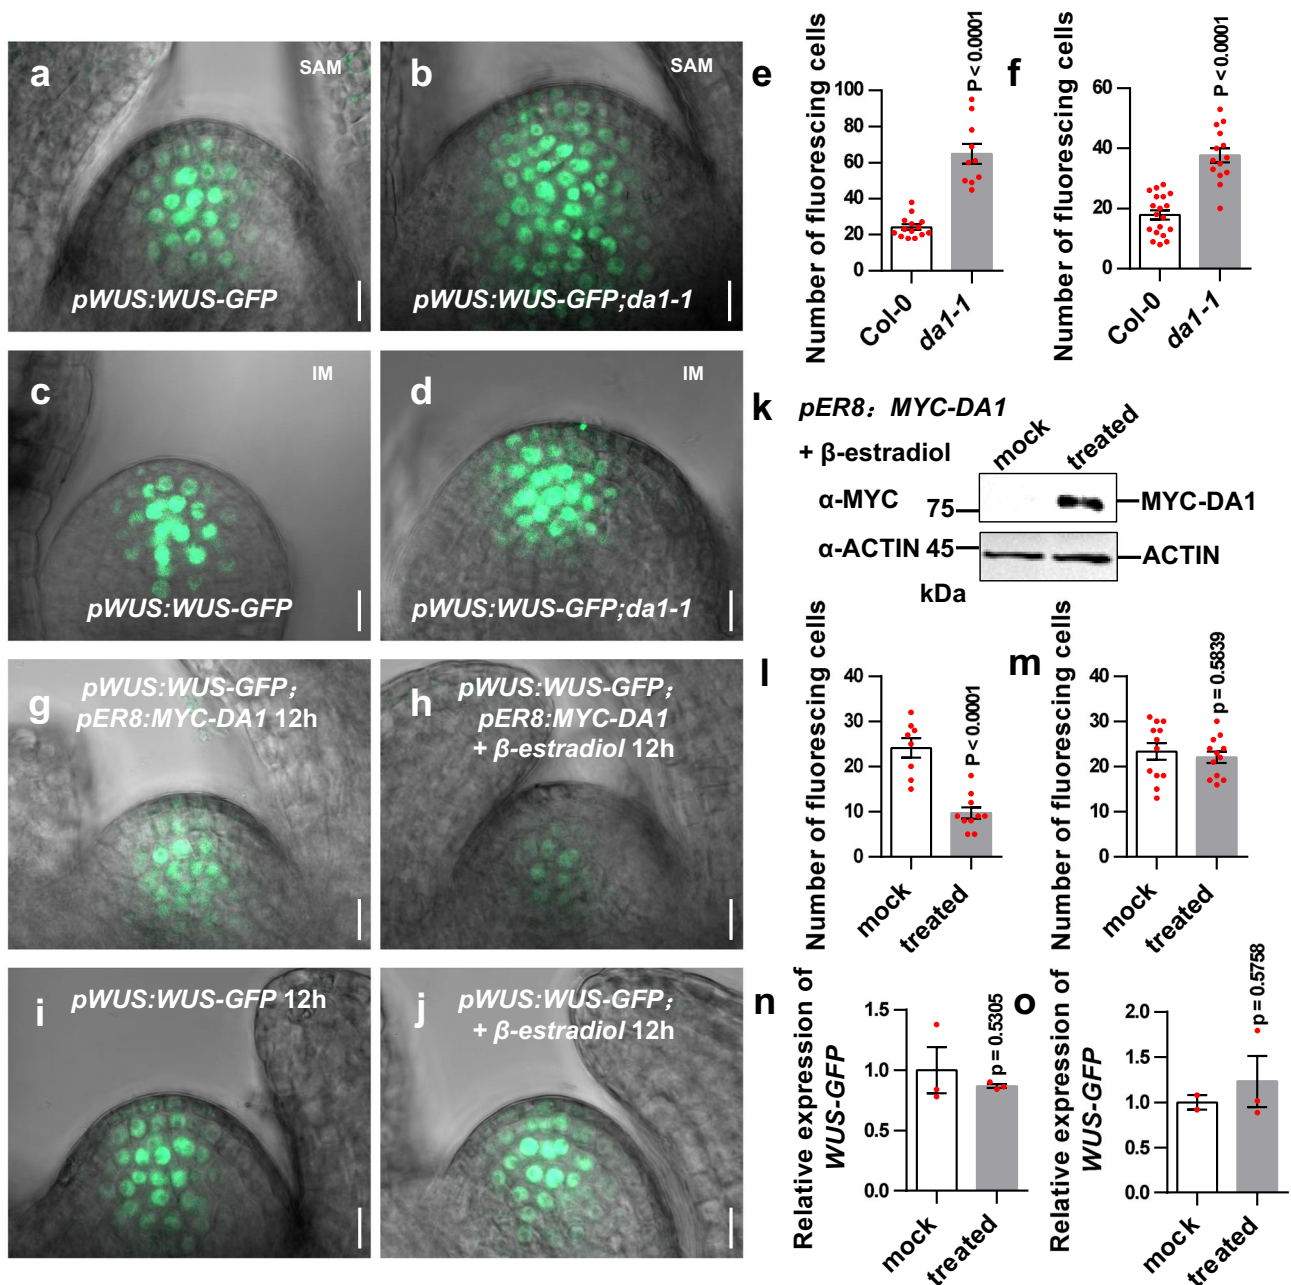 a
SAM
pWUS:WUS-GFP
b
SAM
pWUS:WUS-GFP;da1-1
c
IM
pWUS:WUS-GFP
d
IM
pWUS:WUS-GFP;da1-1
e
Number of fluorescing cells
100
80
60
40
20
0
P < 0.0001
Col-0
da1-1
f
Number of fluorescing cells
60
40
20
0
P < 0.0001
Col-0
da1-1
g
pWUS:WUS-GFP;
pER8:MYC-DA1 12h
h
pWUS:WUS-GFP;
pER8:MYC-DA1
+ β-estradiol 12h
i
pWUS:WUS-GFP 12h
j
pWUS:WUS-GFP;
+ β-estradiol 12h
k
pER8: MYC-DA1
+ β-estradiol
mock
treated
α-MYC
75
MYC-DA1
α-ACTIN
45
ACTIN
kDa
l
Number of fluorescing cells
40
30
20
10
0
P < 0.0001
mock
treated
m
Number of fluorescing cells
40
30
20
10
0
p = 0.5839
mock
treated
n
Relative expression of
WUS-GFP
1.5
1.0
0.5
0.0
p = 0.5305
mock
treated
o
Relative expression of
WUS-GFP
2.0
1.5
1.0
0.5
0.0
p = 0.5758
mock
treated